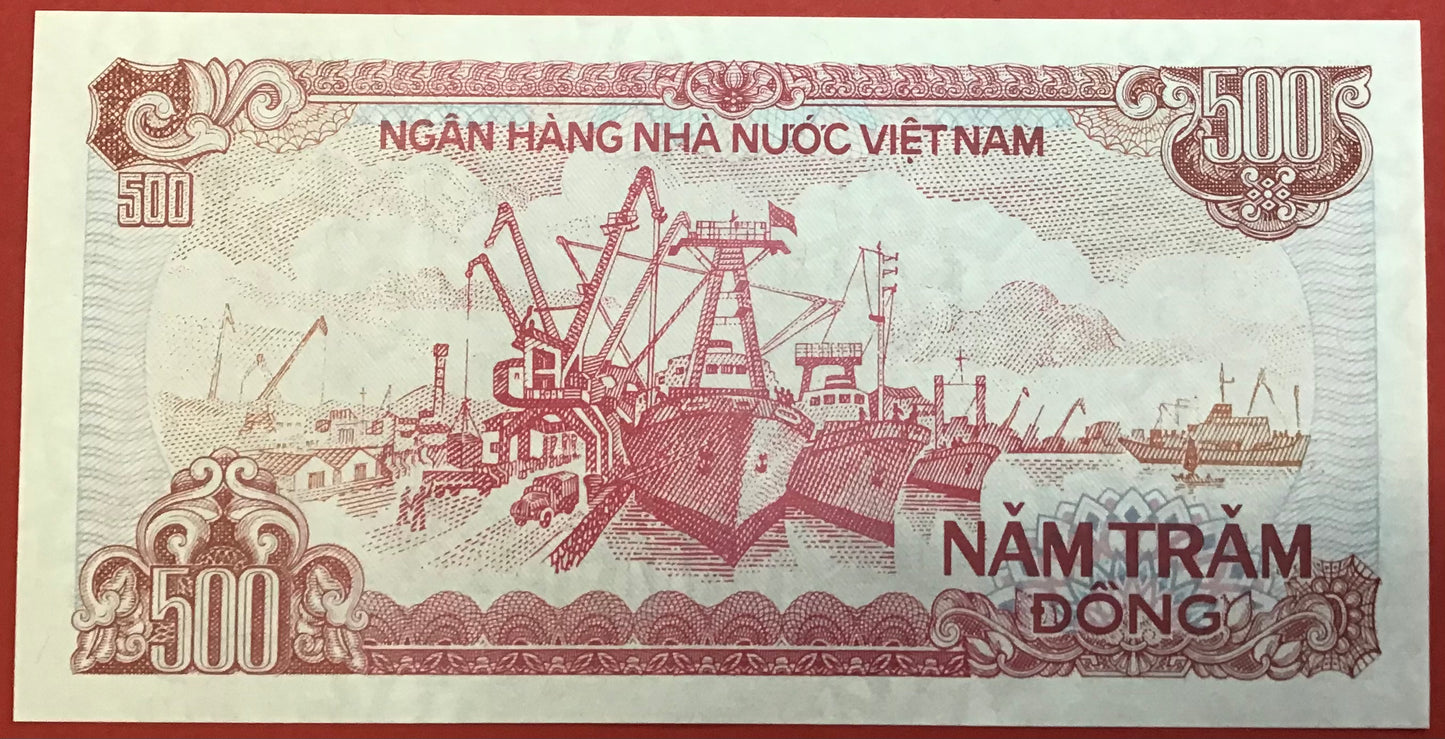 500
NGÂN HÀNG NHÀ NƯỚC VIỆT NAM
500
500
NĂM TRĂM
ĐỒNG